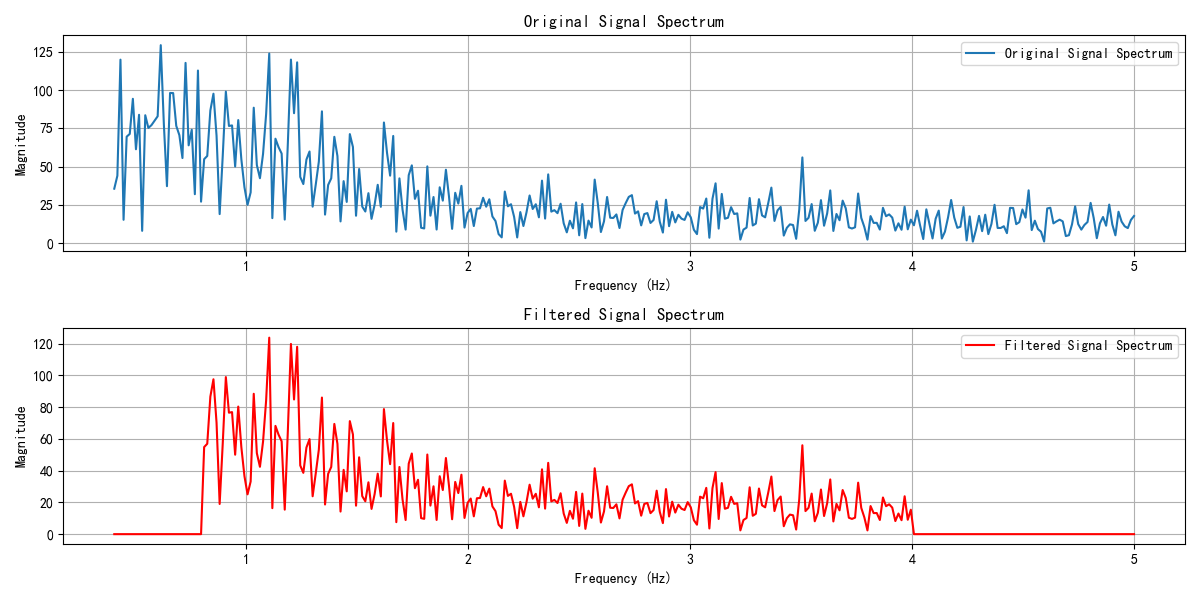 Original Signal Spectrum
125
100
75
50
25
0
Magnitude
Original Signal Spectrum
1 2 3 4 5
Frequency (Hz)
Filtered Signal Spectrum
120
100
80
60
40
20
0
Magnitude
Filtered Signal Spectrum
1 2 3 4 5
Frequency (Hz)